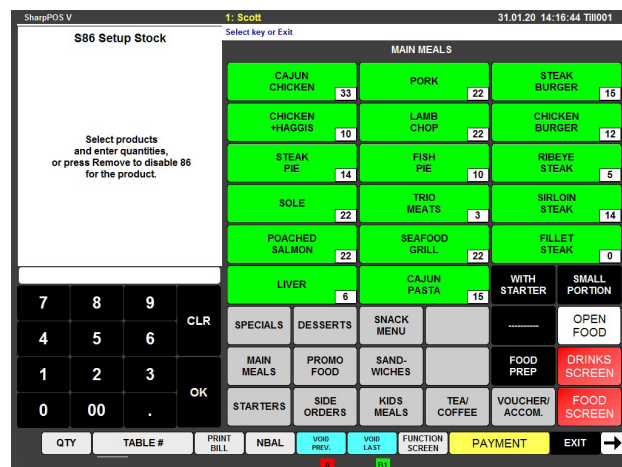 SharpPOS V
1: Scott
31.01.20 14:16:44 Till001
S86 Setup Stock
Select key or Exit
MAIN MEALS
Select products
and enter quantities,
or press Remove to disable 86
for the product.
CAJUN
CHICKEN
33
PORK
22
STEAK
BURGER
15
CHICKEN
+HAGGIS
10
LAMB
CHOP
22
CHICKEN
BURGER
12
STEAK
PIE
14
FISH
PIE
10
RIBEYE
STEAK
5
SOLE
22
TRIO
MEATS
3
SIRLOIN
STEAK
14
POACHED
SALMON
22
SEAFOOD
GRILL
22
FILLET
STEAK
0
LIVER
6
CAJUN
PASTA
15
WITH
STARTER
SMALL
PORTION
7 8 9
CLR
4 5 6
1 2 3
OK
0 00 .
SPECIALS
DESSERTS
SNACK
MENU
----------
OPEN
FOOD
MAIN
MEALS
PROMO
FOOD
SAND-
WICHES
FOOD
PREP
DRINKS
SCREEN
STARTERS
SIDE
ORDERS
KIDS
MEALS
TEA/
COFFEE
VOUCHER/
ACCOM.
FOOD
SCREEN
QTY
TABLE #
PRINT
BILL
NBAL
VOID
PREV.
VOID
LAST
FUNCTION
SCREEN
PAYMENT
EXIT
A
B1